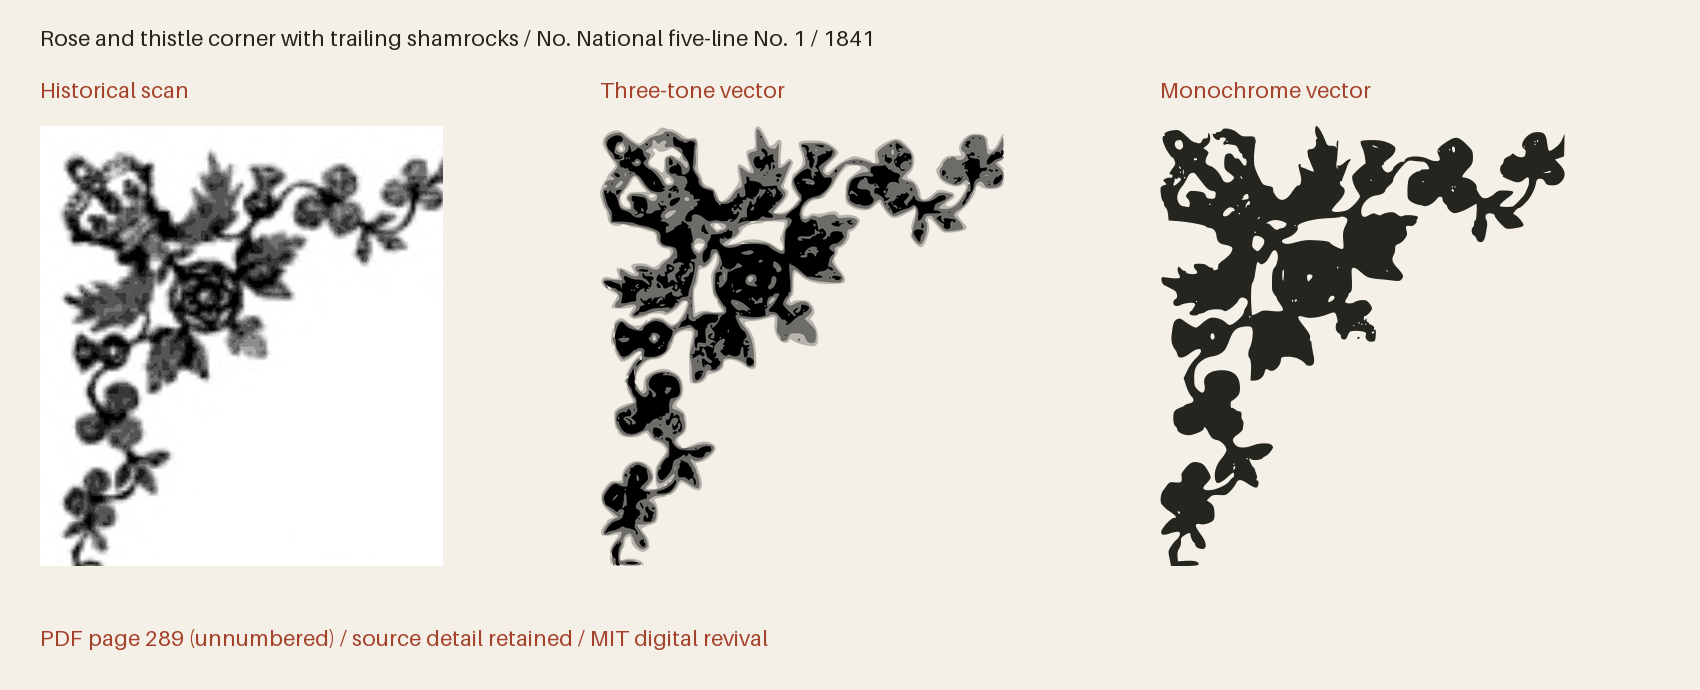 Rose and thistle corner with trailing shamrocks / No. National five-line No. 1 / 1841
Historical scan
Three-tone vector
Monochrome vector
PDF page 289 (unnumbered) / source detail retained / MIT digital revival